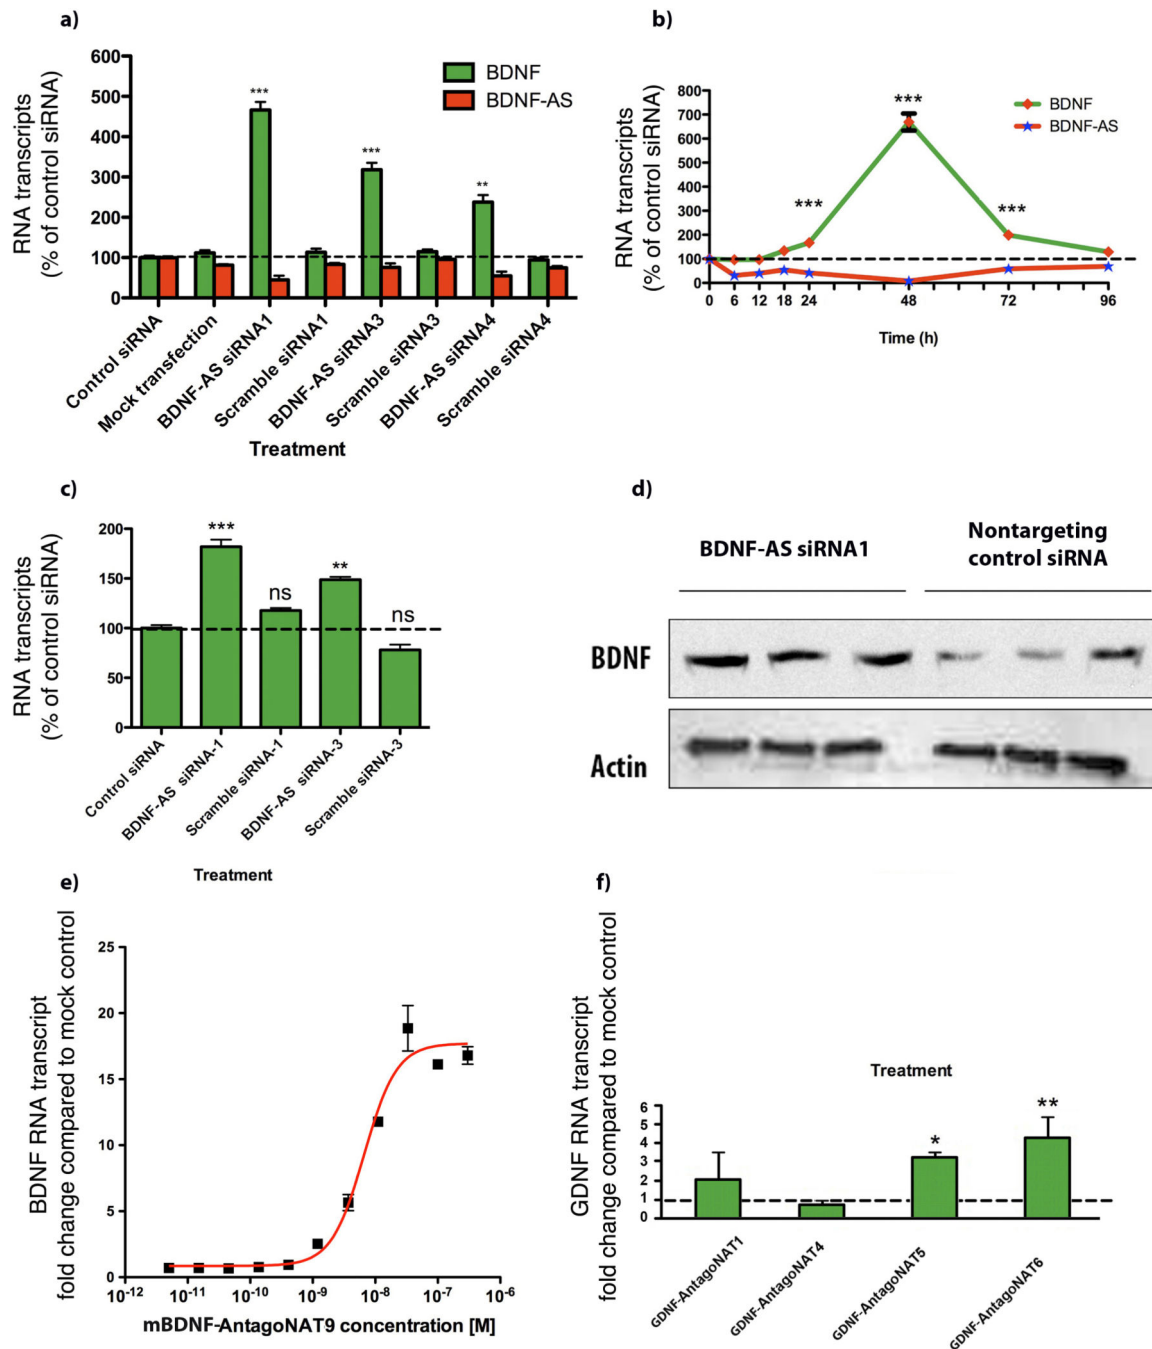 a)
RNA transcripts
(% of control siRNA)
600
500
400
300
200
100
0
***
***
**
BDNF
BDNF-AS
Control siRNA
Mock transfection
BDNF-AS siRNA1
Scramble siRNA1
BDNF-AS siRNA3
Scramble siRNA3
BDNF-AS siRNA4
Scramble siRNA4
Treatment
b)
RNA transcripts
(% of control siRNA)
800
700
600
500
400
300
200
100
0
***
***
***
BDNF
BDNF-AS
0 6 12 18 24 48 72 96
Time (h)
c)
RNA transcripts
(% of control siRNA)
200
150
100
50
0
***
ns
**
ns
Control siRNA
BDNF-AS siRNA-1
Scramble siRNA-1
BDNF-AS siRNA-3
Scramble siRNA-3
Treatment
d)
BDNF-AS siRNA1
Nontargeting
control siRNA
BDNF
Actin
e)
BDNF RNA transcript
fold change compared to mock control
25
20
15
10
5
0
10-12 10-11 10-10 10-9 10-8 10-7 10-6
mBDNF-AntagoNAT9 concentration [M]
f)
GDNF RNA transcript
fold change compared to mock control
Treatment
6
5
4
3
2
1
0
*
**
GDNF-AntagoNAT1
GDNF-AntagoNAT4
GDNF-AntagoNAT5
GDNF-AntagoNAT6